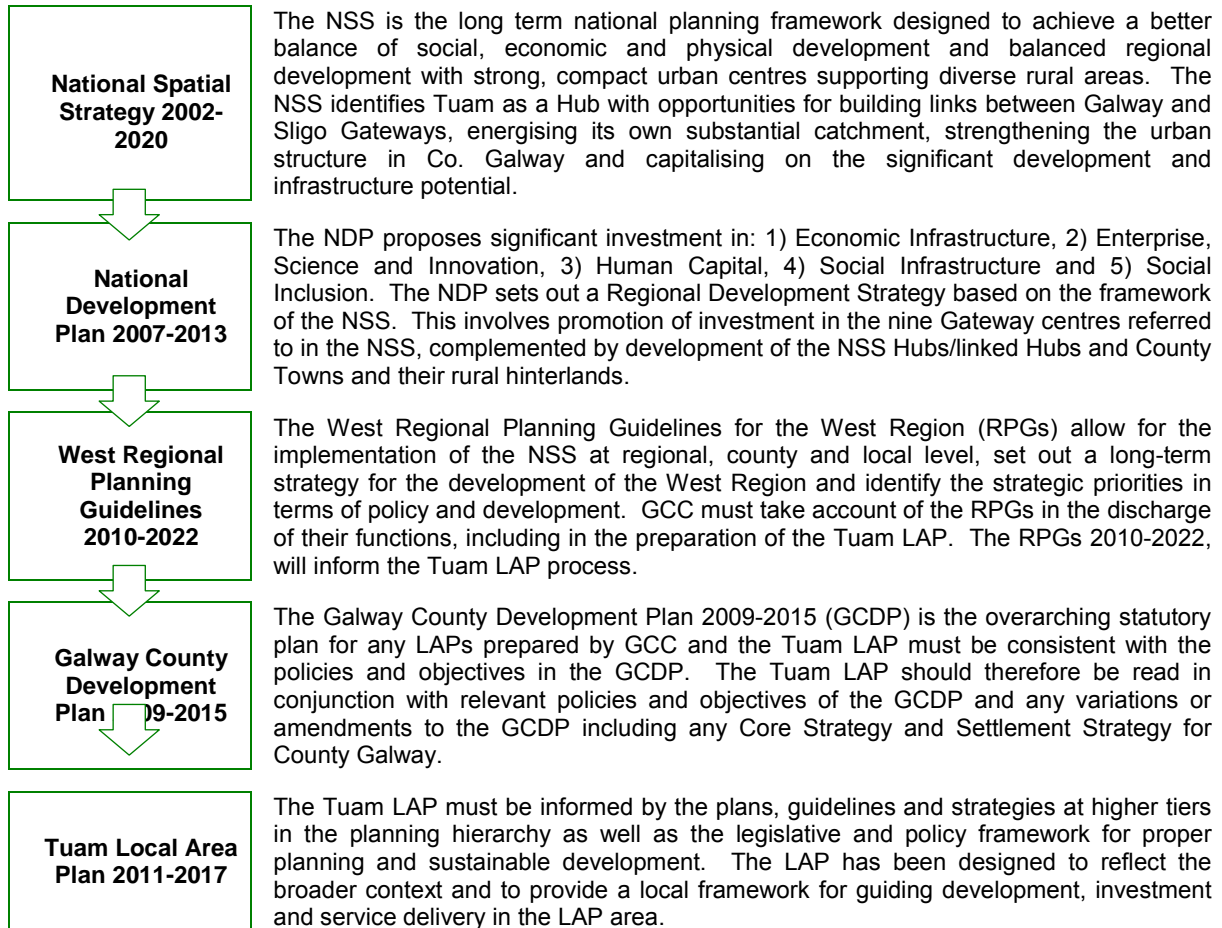 National Spatial
Strategy 2002-
2020
The NSS is the long term national planning framework designed to achieve a better
balance of social, economic and physical development and balanced regional
development with strong, compact urban centres supporting diverse rural areas. The
NSS identifies Tuam as a Hub with opportunities for building links between Galway and
Sligo Gateways, energising its own substantial catchment, strengthening the urban
structure in Co. Galway and capitalising on the significant development and
infrastructure potential.
National
Development
Plan 2007-2013
The NDP proposes significant investment in: 1) Economic Infrastructure, 2) Enterprise,
Science and Innovation, 3) Human Capital, 4) Social Infrastructure and 5) Social
Inclusion. The NDP sets out a Regional Development Strategy based on the framework
of the NSS. This involves promotion of investment in the nine Gateway centres referred
to in the NSS, complemented by development of the NSS Hubs/linked Hubs and County
Towns and their rural hinterlands.
West Regional
Planning
Guidelines
2010-2022
The West Regional Planning Guidelines for the West Region (RPGs) allow for the
implementation of the NSS at regional, county and local level, set out a long-term
strategy for the development of the West Region and identify the strategic priorities in
terms of policy and development. GCC must take account of the RPGs in the discharge
of their functions, including in the preparation of the Tuam LAP. The RPGs 2010-2022,
will inform the Tuam LAP process.
Galway County
Development
Plan 09-2015
The Galway County Development Plan 2009-2015 (GCDP) is the overarching statutory
plan for any LAPs prepared by GCC and the Tuam LAP must be consistent with the
policies and objectives in the GCDP. The Tuam LAP should therefore be read in
conjunction with relevant policies and objectives of the GCDP and any variations or
amendments to the GCDP including any Core Strategy and Settlement Strategy for
County Galway.
Tuam Local Area
Plan 2011-2017
The Tuam LAP must be informed by the plans, guidelines and strategies at higher tiers
in the planning hierarchy as well as the legislative and policy framework for proper
planning and sustainable development. The LAP has been designed to reflect the
broader context and to provide a local framework for guiding development, investment
and service delivery in the LAP area.